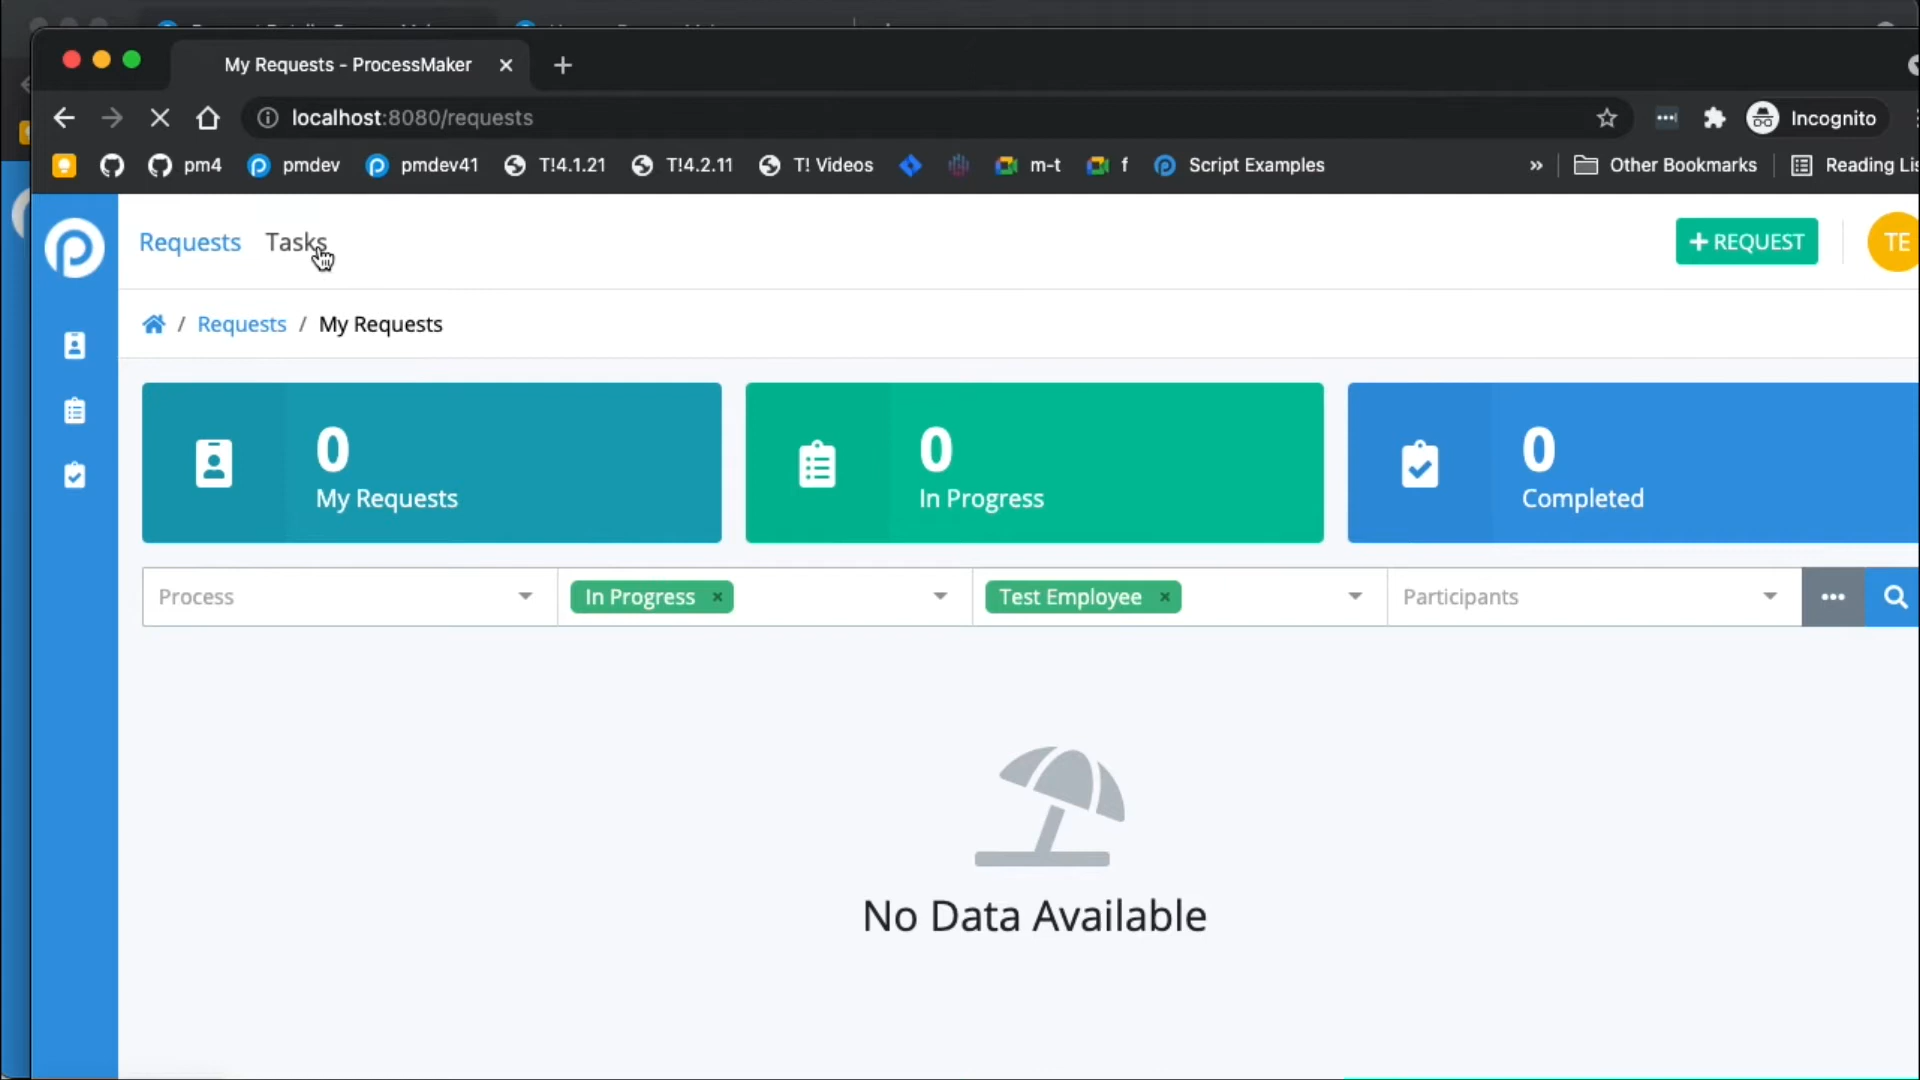 My Requests - ProcessMaker
localhost:8080/requests
Incognito
pm4
pmdev
pmdev41
T!4.1.21
T!4.2.11
T! Videos
m-t
f
Script Examples
»
Other Bookmarks
Reading Lis
Requests
Tasks
+ REQUEST
TE
/ Requests / My Requests
0
My Requests
0
In Progress
0
Completed
Process
In Progress ×
Test Employee ×
Participants
No Data Available